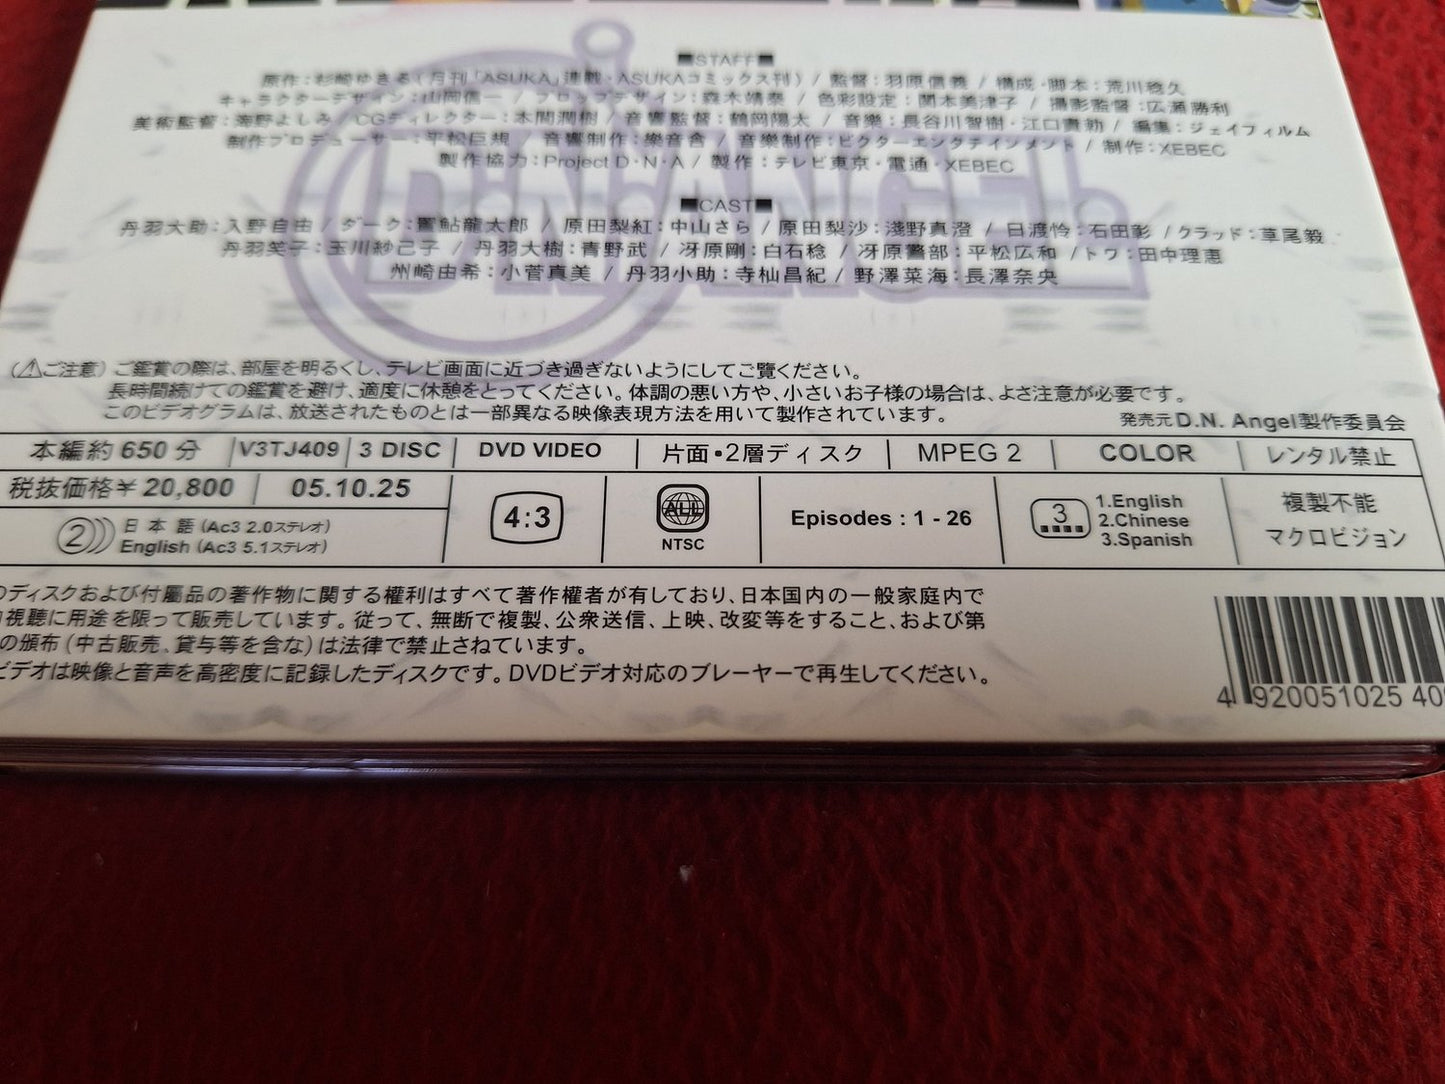 ■STAFF■
原作：杉崎ゆきる（月刊「ASUKA」連載・ASUKAコミックス刊） / 監督：羽原信義 / 構成・脚本：荒川稔久
キャラクターデザイン：山岡信一 / プロップデザイン：森木靖泰 / 色彩設定：関本美津子 / 撮影監督：広瀬勝利
美術監督：海野よしみ / CGディレクター：本間潤樹 / 音響監督：鶴岡陽太 / 音樂：長谷川智樹・江口貴勅 / 編集：ジェイフィルム
制作プロデューサー：平松巨規 音響制作：樂音舎 / 音樂制作：ビクターエンタテインメント / 制作：XEBEC
製作協力：Project D・N・A / 製作：テレビ東京・電通・XEBEC
D・N・ANGEL
■CAST■
丹羽大助：入野自由 / ダーク：置鮎龍太郎 / 原田梨紅：中山さら / 原田梨沙：淺野真澄 / 日渡怜：石田彰 / クラッド：草尾毅
丹羽笑子：玉川紗己子 / 丹羽大樹：青野武 / 冴原剛：白石稔 / 冴原警部：平松広和 / トワ：田中理恵
州崎由希：小菅真美 / 丹羽小助：寺杣昌紀 / 野澤菜海：長澤奈央
（⚠ご注意）ご鑑賞の際は、部屋を明るくし、テレビ画面に近づき過ぎないようにしてご覧ください。
長時間続けての鑑賞を避け、適度に休憩をとってください。体調の悪い方や、小さいお子様の場合は、よさ注意が必要です。
このビデオグラムは、放送されたものとは一部異なる映像表現方法を用いて製作されています。
発売元D.N. Angel製作委員会
本編約650分 V3TJ409 3 DISC DVD VIDEO 片面・2層ディスク MPEG 2 COLOR レンタル禁止
税抜価格￥20,800 05.10.25
2 日本語 (Ac3 2.0ステレオ)
English (Ac3 5.1ステレオ)
4:3
ALL
NTSC
Episodes : 1 - 26
3
1.English
2.Chinese
3.Spanish
複製不能
マクロビジョン
のディスクおよび付屬品の著作物に関する権利はすべて著作権者が有しており、日本国内の一般家庭内で
視聴に用途を限って販売しています。従って、無断で複製、公衆送信、上映、改変等をすること、および第
の頒布（中古販売、貸与等を含な）は法律で禁止さねています。
ビデオは映像と音声を高密度に記録したディスクです。DVDビデオ対応のプレーヤーで再生してください。
4 920051025 40